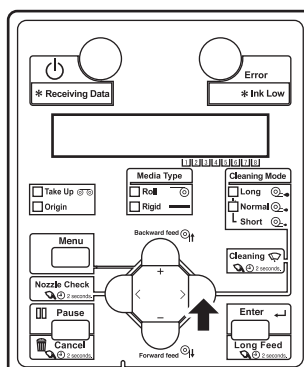 Error
* Receiving Data
* Ink Low
1 2 3 4 5 6 7 8
Media Type
Cleaning Mode
Take Up
Roll
Long
Origin
Rigid
Normal
Short
Menu
Backward feed
+
Cleaning
2 seconds.
Nozzle Check
2 seconds.
< >
Pause
−
Enter
Cancel
2 seconds.
Forward feed
Long Feed
2 seconds.